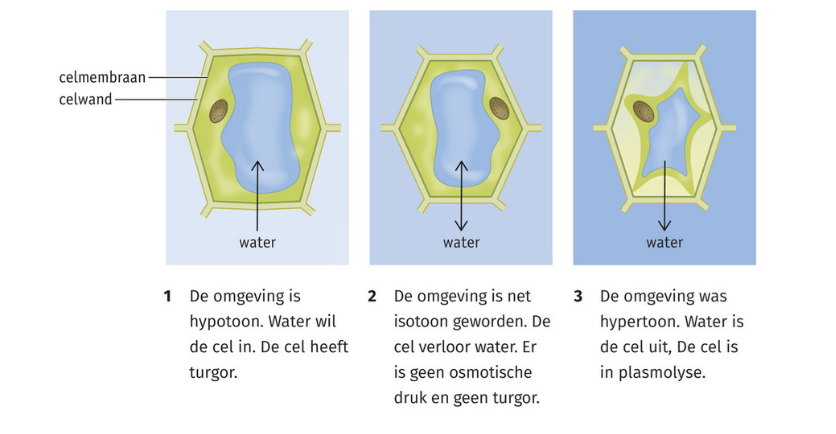 celmembraan
celwand
water
water
water
1 De omgeving is
hypotoon. Water wil
de cel in. De cel heeft
turgor.
2 De omgeving is net
isotoon geworden. De
cel verloor water. Er
is geen osmotische
druk en geen turgor.
3 De omgeving was
hypertoon. Water is
de cel uit, De cel is
in plasmolyse.